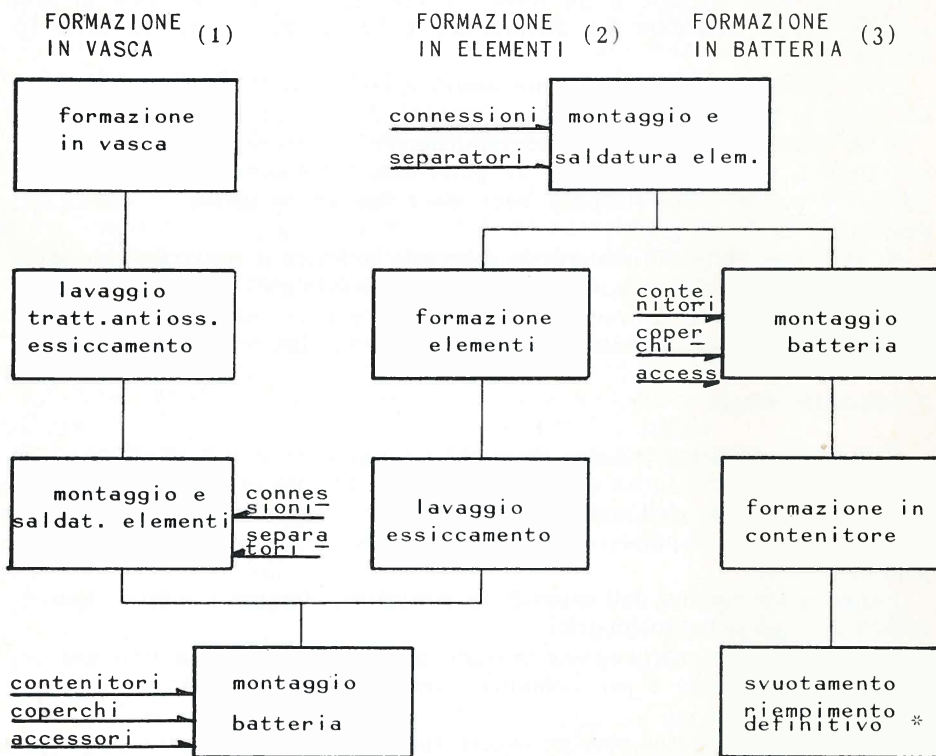 FORMAZIONE
IN VASCA (1)
FORMAZIONE
IN ELEMENTI (2)
FORMAZIONE
IN BATTERIA (3)
formazione
in vasca
connessioni
separatori
montaggio e
saldatura elem.
lavaggio
tratt.antioss.
essiccamento
formazione
elementi
conte
nitori
coper-
chi
access
montaggio
batteria
montaggio e
saldat. elementi
connes-
sioni
separa-
tori
lavaggio
essiccamento
formazione in
contenitore
contenitori
coperchi
accessori
montaggio
batteria
svuotamento
riempimento
definitivo *